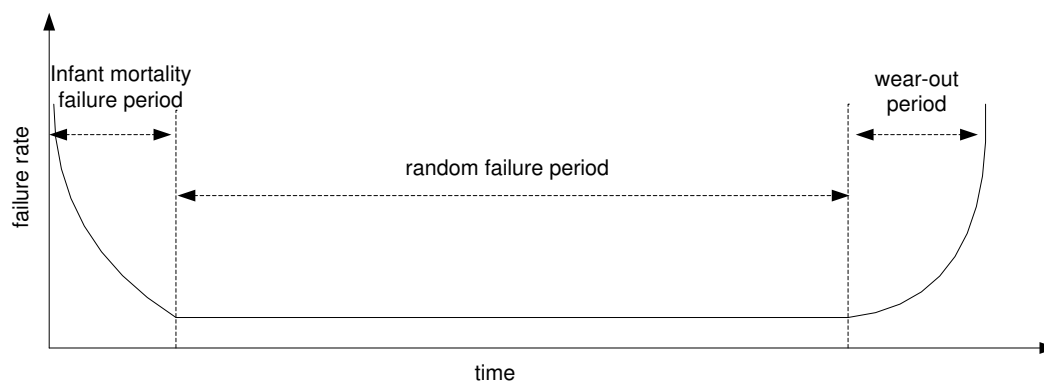 Infant mortality
failure period
wear-out
period
random failure period
failure rate
time